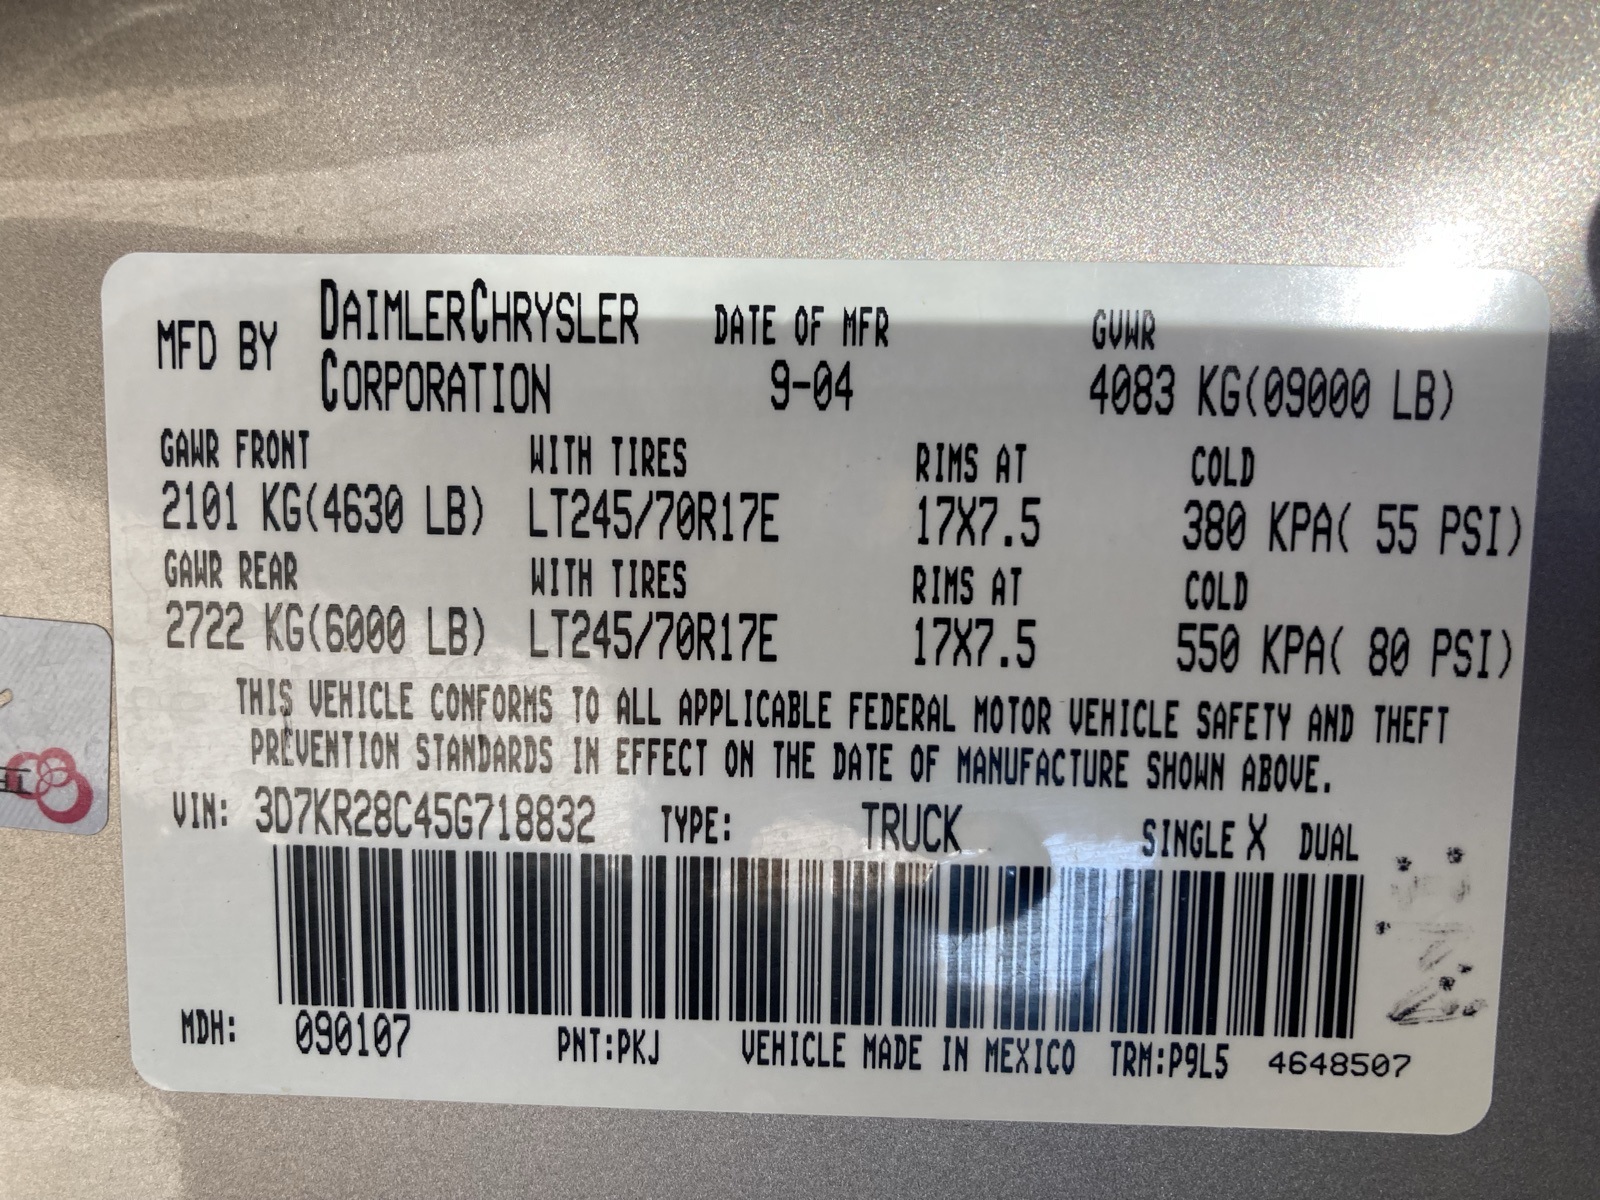 MFD BY DAIMLERCHRYSLER CORPORATION DATE OF MFR 9-04 GVWR 4083 KG(09000 LB)
GAWR FRONT WITH TIRES RIMS AT COLD
2101 KG(4630 LB) LT245/70R17E 17X7.5 380 KPA( 55 PSI)
GAWR REAR WITH TIRES RIMS AT COLD
2722 KG(6000 LB) LT245/70R17E 17X7.5 550 KPA( 80 PSI)
THIS VEHICLE CONFORMS TO ALL APPLICABLE FEDERAL MOTOR VEHICLE SAFETY AND THEFT
PREVENTION STANDARDS IN EFFECT ON THE DATE OF MANUFACTURE SHOWN ABOVE.
VIN: 3D7KR28C45G718832 TYPE: TRUCK SINGLE X DUAL
MDH: 090107 PNT:PKJ VEHICLE MADE IN MEXICO TRM:P9L5 4648507